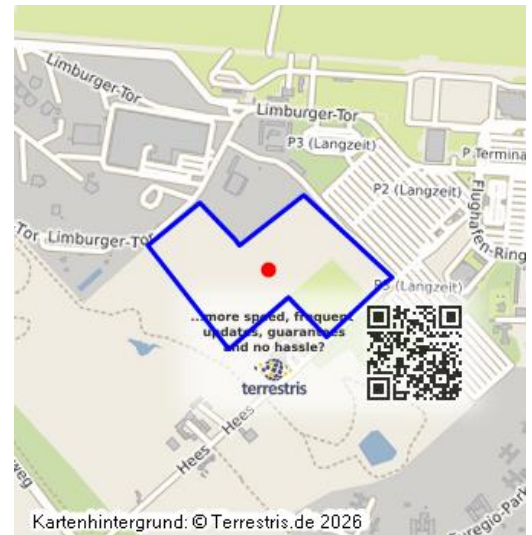 Limburger-Tor
Limburger-Tor
P3 (Langzeit)
P.Termina
P2 (Langzeit)
Flughafen-Ring
Tor Limburger-Tor
P3 (Langzeit)
...more speed, frequent
updates, guarantees
and no hassle?
terrestris
Hees
Hees
weg
Euregio-Park
Kartenhintergrund: © Terrestris.de 2026